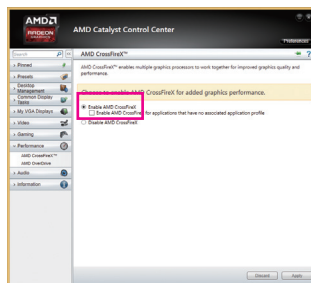 AMD
RADEON
GRAPHICS
AMD Catalyst Control Center
Preferences
Search
AMD CrossFireX™
Pinned
AMD CrossFireX™ enables multiple graphics processors to work together for improved graphics quality and
performance.
Presets
Desktop
Management
Choose to enable AMD CrossFireX for added graphics performance.
Common Display
Tasks
Enable AMD CrossFireX
My VGA Displays
Enable AMD CrossFireX for applications that have no associated application profile
Disable AMD CrossFireX
Video
Gaming
Performance
AMD CrossFireX™
AMD OverDrive
Audio
Information
Discard
Apply